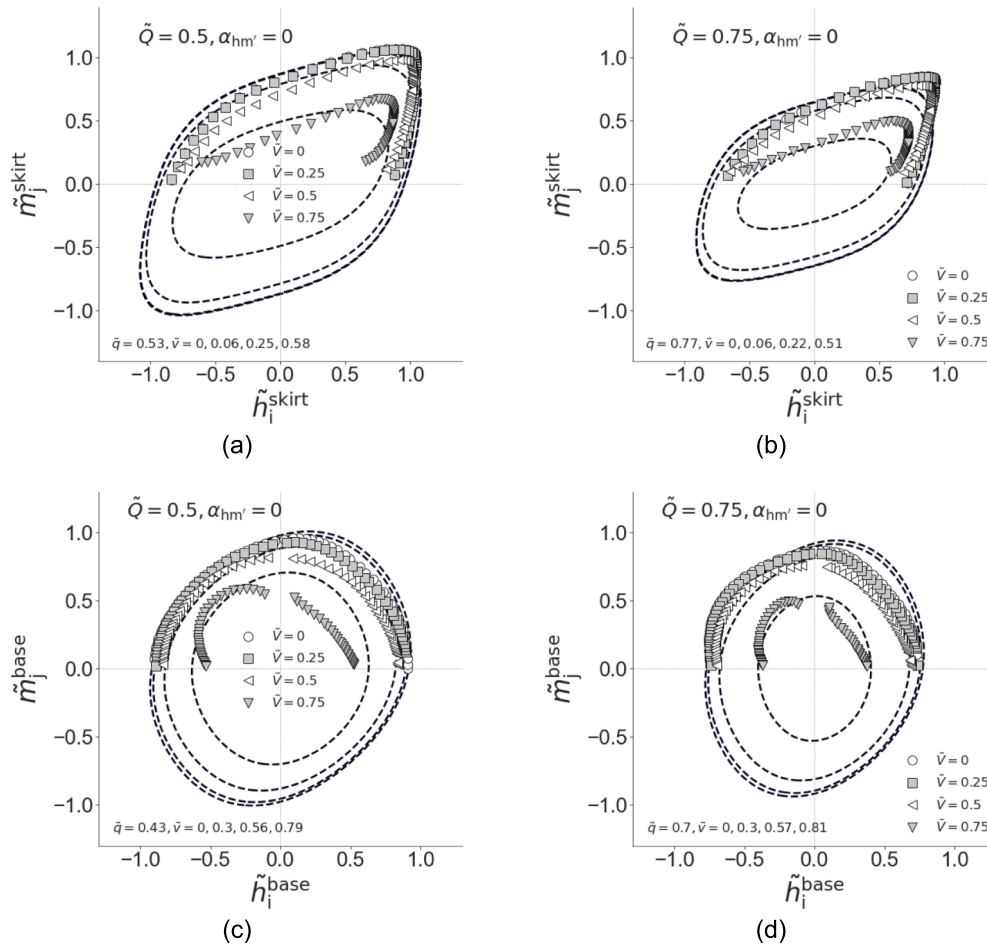 Q̃ = 0.5, α_hm′ = 0
1.0
0.5
0.0
−0.5
−1.0
m̃_j^skirt
Ṽ = 0
Ṽ = 0.25
Ṽ = 0.5
Ṽ = 0.75
q̃ = 0.53, ṽ = 0, 0.06, 0.25, 0.58
−1.0 −0.5 0.0 0.5 1.0
h̃_i^skirt
(a)
Q̃ = 0.75, α_hm′ = 0
1.0
0.5
0.0
−0.5
−1.0
m̃_j^skirt
Ṽ = 0
Ṽ = 0.25
Ṽ = 0.5
Ṽ = 0.75
q̃ = 0.77, ṽ = 0, 0.06, 0.22, 0.51
−1.0 −0.5 0.0 0.5 1.0
h̃_i^skirt
(b)
Q̃ = 0.5, α_hm′ = 0
1.0
0.5
0.0
−0.5
−1.0
m̃_j^base
Ṽ = 0
Ṽ = 0.25
Ṽ = 0.5
Ṽ = 0.75
q̃ = 0.43, ṽ = 0, 0.3, 0.56, 0.79
−1.0 −0.5 0.0 0.5 1.0
h̃_i^base
(c)
Q̃ = 0.75, α_hm′ = 0
1.0
0.5
0.0
−0.5
−1.0
m̃_j^base
Ṽ = 0
Ṽ = 0.25
Ṽ = 0.5
Ṽ = 0.75
q̃ = 0.7, ṽ = 0, 0.3, 0.57, 0.81
−1.0 −0.5 0.0 0.5 1.0
h̃_i^base
(d)